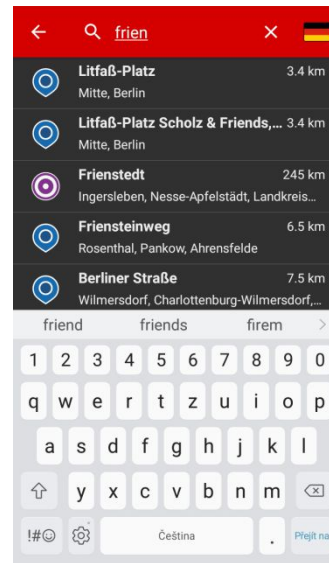 frien
Litfaß-Platz 3.4 km
Mitte, Berlin
Litfaß-Platz Scholz & Friends,... 3.4 km
Mitte, Berlin
Frienstedt 245 km
Ingersleben, Nesse-Apfelstädt, Landkreis...
Friensteinweg 6.5 km
Rosenthal, Pankow, Ahrensfelde
Berliner Straße 7.5 km
Wilmersdorf, Charlottenburg-Wilmersdorf,...
friend friends firem
1 2 3 4 5 6 7 8 9 0
q w e r t z u i o p
a s d f g h j k l
y x c v b n m
!#☺ Čeština . Přejít na